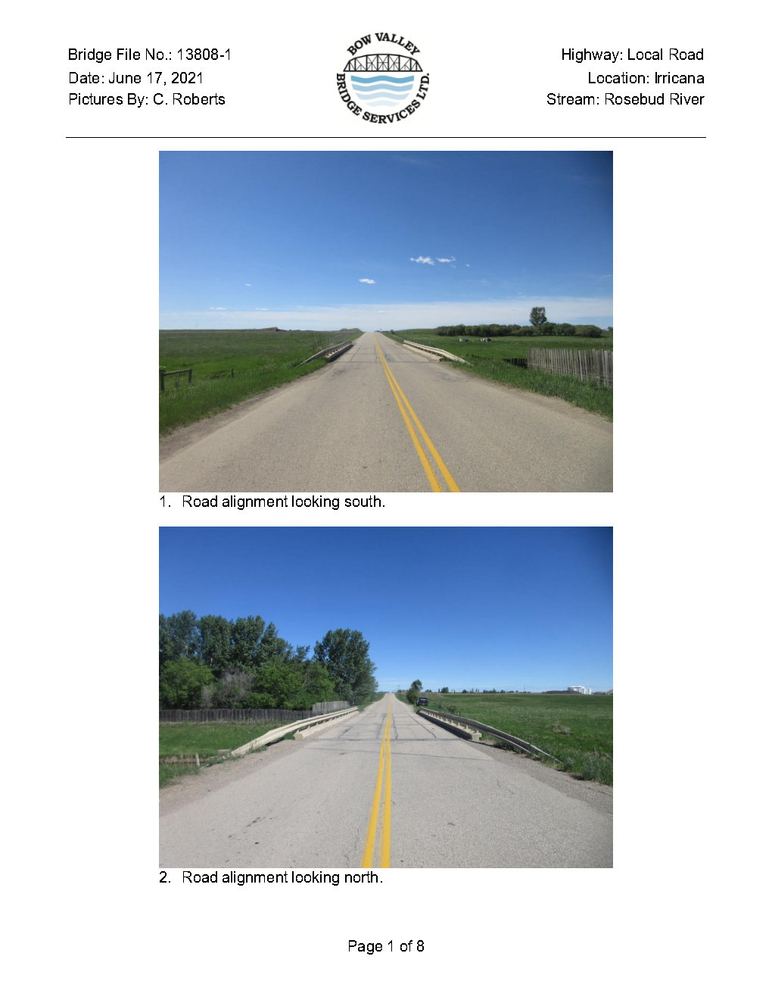 Bridge File No.: 13808-1
Date: June 17, 2021
Pictures By: C. Roberts
BOW VALLEY
BRIDGE SERVICES LTD.
Highway: Local Road
Location: Irricana
Stream: Rosebud River
1. Road alignment looking south.
2. Road alignment looking north.
Page 1 of 8